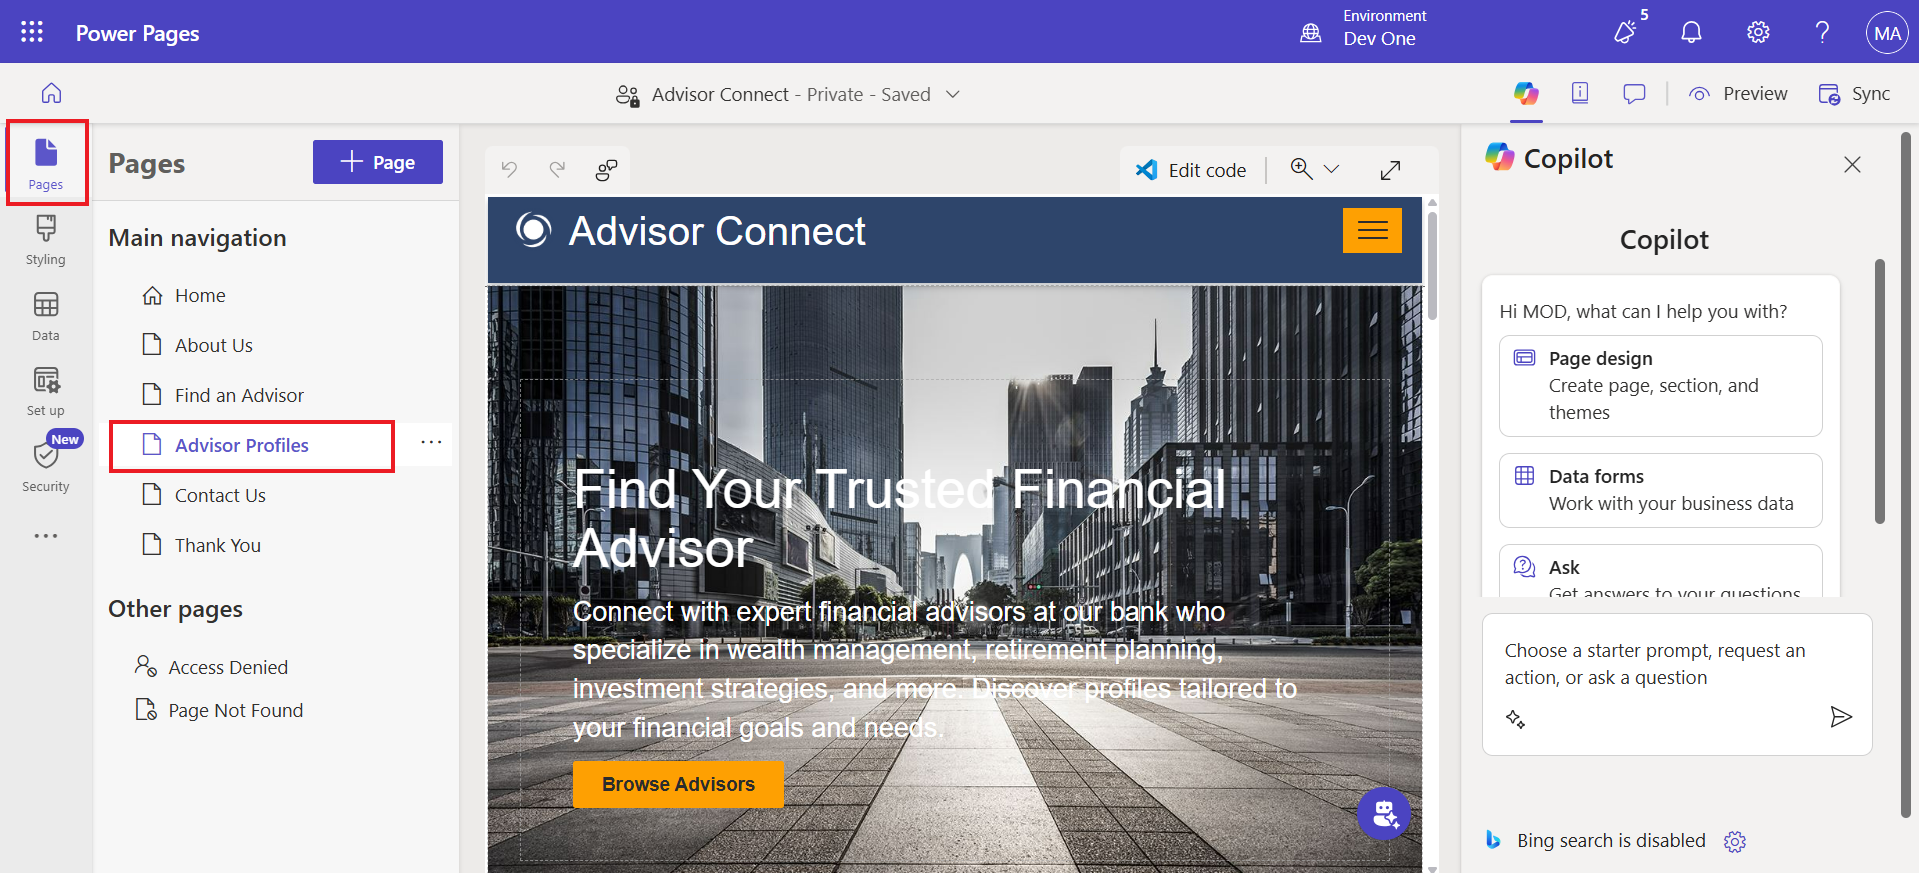 Power Pages
Environment
Dev One
5
MA
Advisor Connect - Private - Saved
Preview
Sync
Pages
Styling
Data
Set up
New
Security
Pages
Page
Main navigation
Home
About Us
Find an Advisor
Advisor Profiles
Contact Us
Thank You
Other pages
Access Denied
Page Not Found
Edit code
Advisor Connect
Find Your Trusted Financial
Advisor
Connect with expert financial advisors at our bank who
specialize in wealth management, retirement planning,
investment strategies, and more. Discover profiles tailored to
your financial goals and needs.
Browse Advisors
Copilot
Copilot
Hi MOD, what can I help you with?
Page design
Create page, section, and
themes
Data forms
Work with your business data
Ask
Get answers to your questions
Choose a starter prompt, request an
action, or ask a question
Bing search is disabled